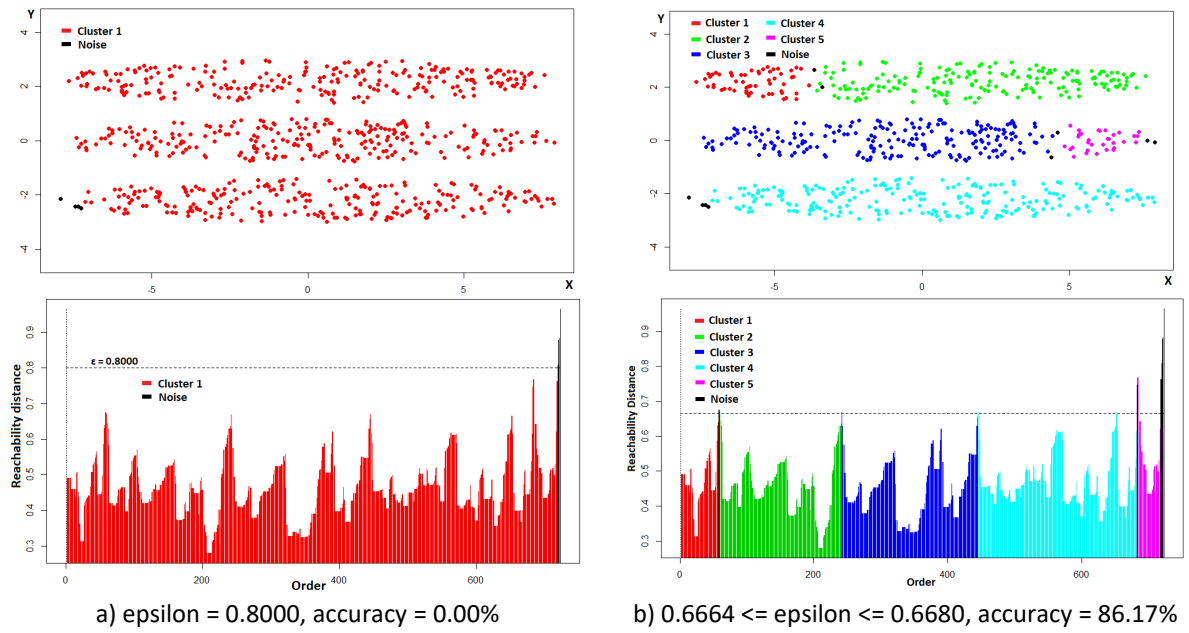 Y
Cluster 1
Noise
4
2
0
-2
-4
-5
0
5
X
Reachability distance
0.9
0.8
0.7
0.6
0.5
0.4
0.3
ε = 0.8000
Cluster 1
Noise
0
200
400
600
Order
a) epsilon = 0.8000, accuracy = 0.00%
Y
Cluster 1
Cluster 2
Cluster 3
Cluster 4
Cluster 5
Noise
4
2
0
-2
-4
-5
0
5
X
Reachability Distance
0.9
0.8
0.7
0.6
0.5
0.4
0.3
Cluster 1
Cluster 2
Cluster 3
Cluster 4
Cluster 5
Noise
0
200
400
600
Order
b) 0.6664 <= epsilon <= 0.6680, accuracy = 86.17%